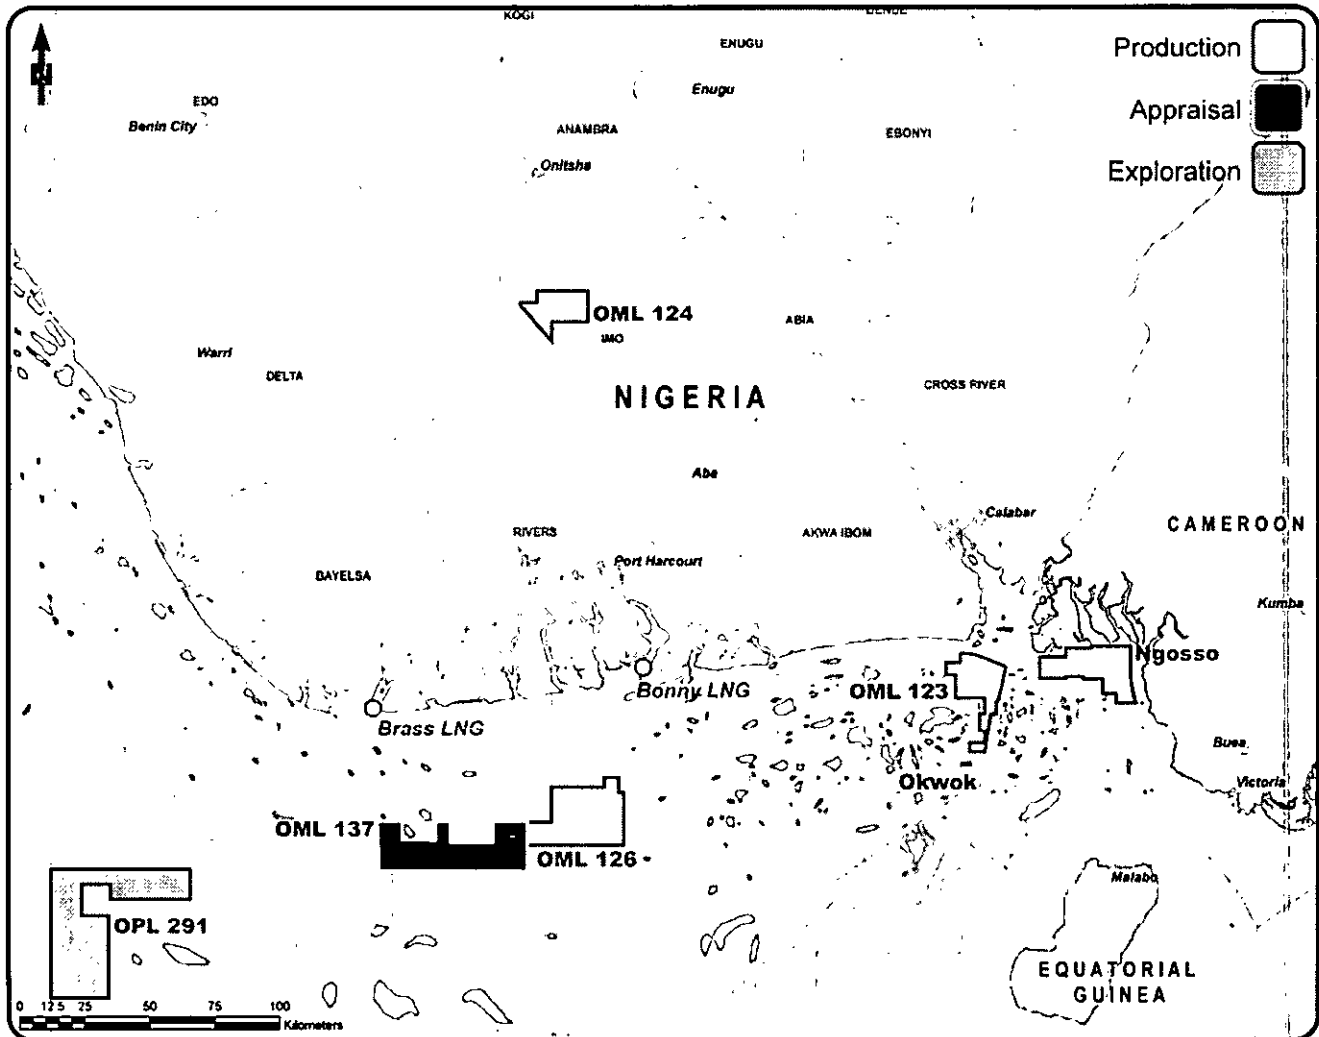 KOGI
BENDE
ENUGU
Production
Enugu
EDO
Appraisal
Benin City
ANAMBRA
EBONYI
Onitsha
Exploration
OML 124
ABIA
IMO
Warri
DELTA
CROSS RIVER
NIGERIA
Aba
Calabar
CAMEROON
RIVERS
AKWA IBOM
Port Harcourt
BAYELSA
Kumba
Ngosso
Bonny LNG
OML 123
Brass LNG
Buea
Okwok
Victoria
OML 137
OML 126
Malabo
OPL 291
EQUATORIAL
GUINEA
0 12.5 25 50 75 100
Kilometers